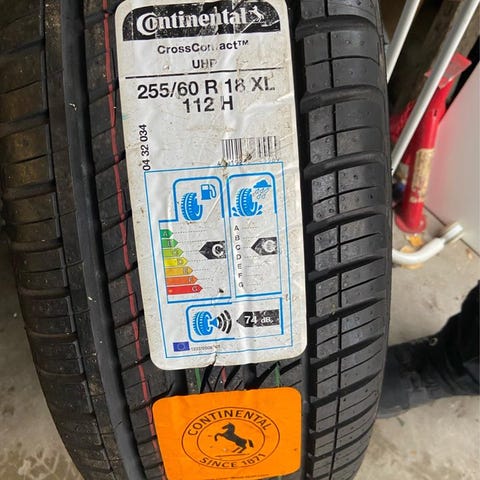 Continental
CrossContact™
UHP
255/60 R 18 XL
112 H
04 32 034
A
B
C
D
E
F
G
C
A
B
C
D
E
F
G
C
74 dB
CONTINENTAL
SINCE 1871